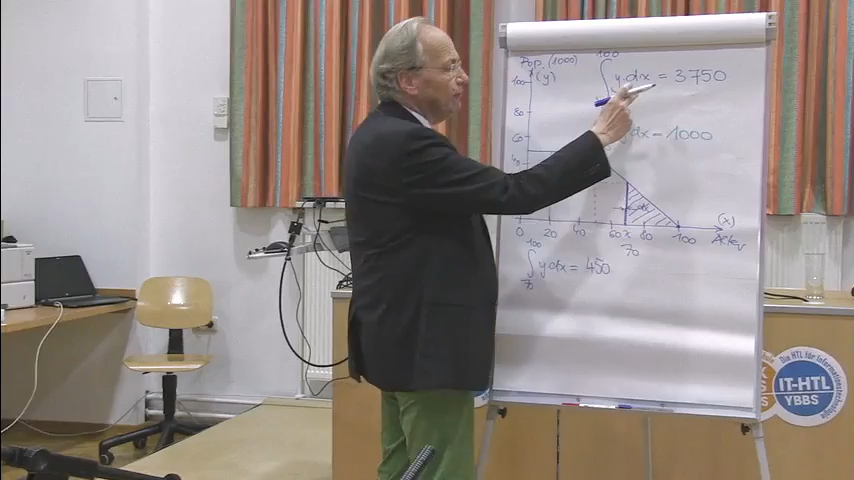 Pop. (1000)
(y)
100
∫ y.dx = 3750
100
80
60
40
dx = 1000
0 20 40 60 x 80 100
(x)
Alter
70
100
∫ y dx = 450
70
Die HTL für Informationstechnologie
IT-HTL
YBBS